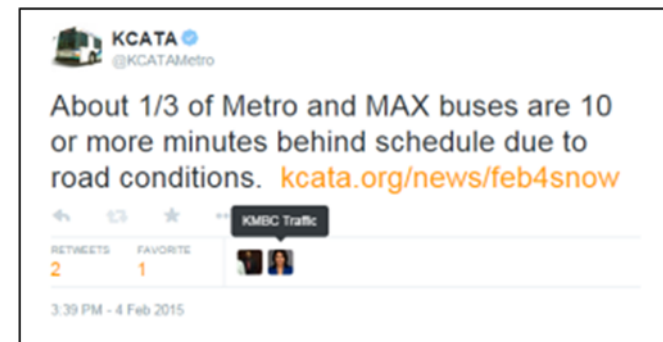 KCATA
@KCATAMetro
About 1/3 of Metro and MAX buses are 10
or more minutes behind schedule due to
road conditions. kcata.org/news/feb4snow
KMBC Traffic
RETWEETS FAVORITE
2 1
3:39 PM - 4 Feb 2015